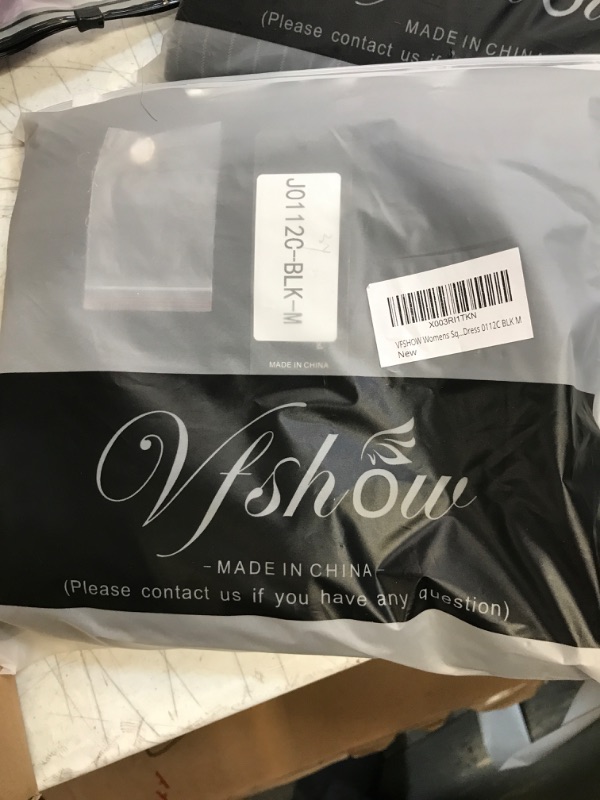 MADE IN CHINA
(Please contact us if
J0112C-BLK-M
X003RI1TKN
VFSHOW Womens Sq...Dress 0112C BLK M
New
MADE IN CHINA
Vfshow
-MADE IN CHINA-
(Please contact us if you have any question)